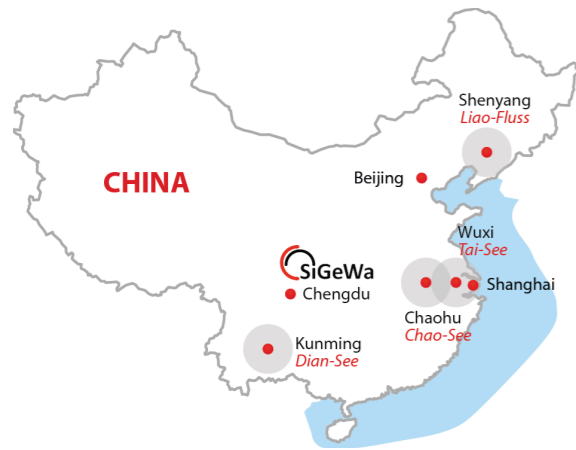 Shenyang
Liao-Fluss
CHINA
Beijing
Wuxi
Tai-See
SiGeWa
Chengdu
Shanghai
Chaohu
Chao-See
Kunming
Dian-See